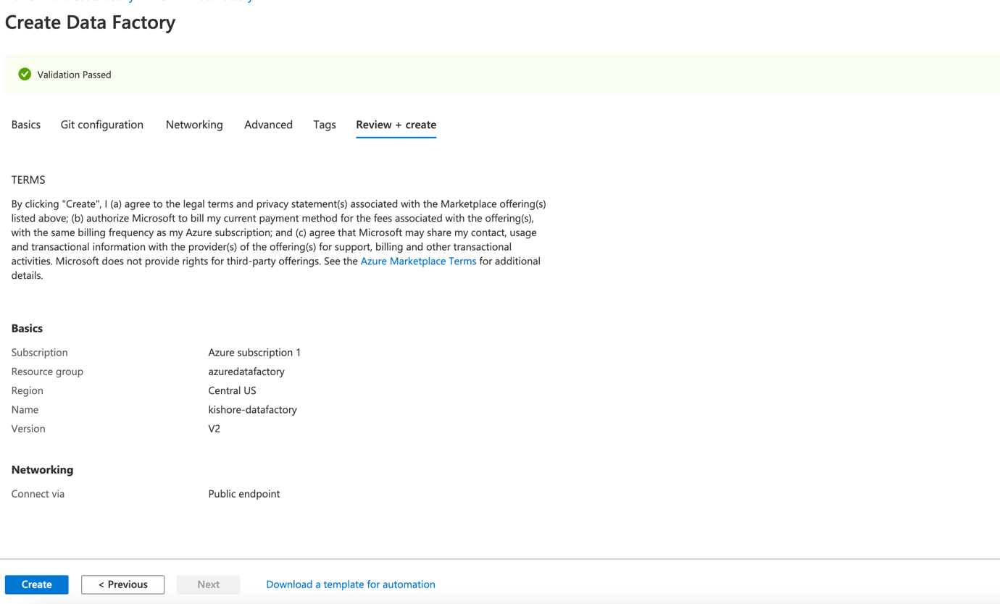 Create Data Factory
Validation Passed
Basics Git configuration Networking Advanced Tags Review + create
TERMS
By clicking "Create", I (a) agree to the legal terms and privacy statement(s) associated with the Marketplace offering(s)
listed above; (b) authorize Microsoft to bill my current payment method for the fees associated with the offering(s),
with the same billing frequency as my Azure subscription; and (c) agree that Microsoft may share my contact, usage
and transactional information with the provider(s) of the offering(s) for support, billing and other transactional
activities. Microsoft does not provide rights for third-party offerings. See the Azure Marketplace Terms for additional
details.
Basics
Subscription Azure subscription 1
Resource group azuredatafactory
Region Central US
Name kishore-datafactory
Version V2
Networking
Connect via Public endpoint
Create < Previous Next Download a template for automation